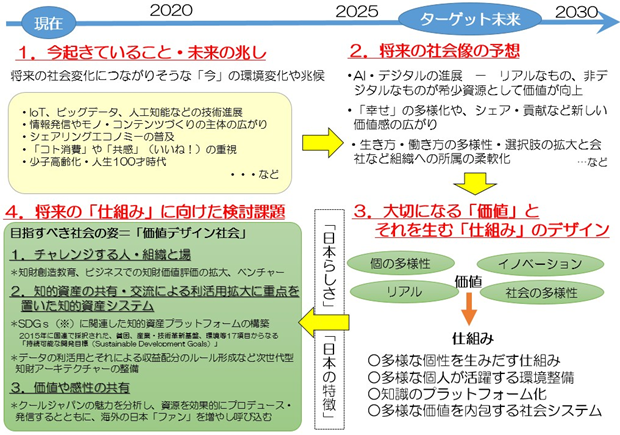 現在
2020
2025
ターゲット未来
2030
１．今起きていること・未来の兆し
将来の社会変化につながりそうな「今」の環境変化や兆候
・IoT、ビッグデータ、人工知能などの技術進展
・情報発信やモノ・コンテンツづくりの主体の広がり
・シェアリングエコノミーの普及
・「コト消費」や「共感」（いいね！）の重視
・少子高齢化・人生100才時代
・・・など
２．将来の社会像の予想
・AI・デジタルの進展　－　リアルなもの、非デ
ジタルなものが希少資源として価値が向上
・「幸せ」の多様化や、シェア・貢献など新しい
価値感の広がり
・生き方・働き方の多様性・選択肢の拡大と会
社など組織への所属の柔軟化
…など
３．大切になる「価値」と
それを生む「仕組み」のデザイン
個の多様性
イノベーション
リアル
価値
社会の多様性
仕組み
〇多様な個性を生みだす仕組み
〇多様な個人が活躍する環境整備
〇知識のプラットフォーム化
〇多様な価値を内包する社会システム
「日本らしさ」
「日本の特徴」
４．将来の「仕組み」に向けた検討課題
目指すべき社会の姿＝「価値デザイン社会」
１．チャレンジする人・組織と場
＊知財創造教育、ビジネスでの知財価値評価の拡大、ベンチャー
２．知的資産の共有・交流による利活用拡大に重点を
置いた知的資産システム
＊SDGｓ（※）に関連した知的資産プラットフォームの構築
2015年に国連で採択された、貧困、産業・技術革新基盤、環境等17項目からなる
「持続可能な開発目標（Sustainable Development Goals）」
＊データの利活用とそれによる収益配分のルール形成など次世代型
知財アーキテクチャーの整備
３．価値や感性の共有
＊クールジャパンの魅力を分析し、資源を効果的にプロデュース・
発信するとともに、海外の日本「ファン」を増やし呼び込む